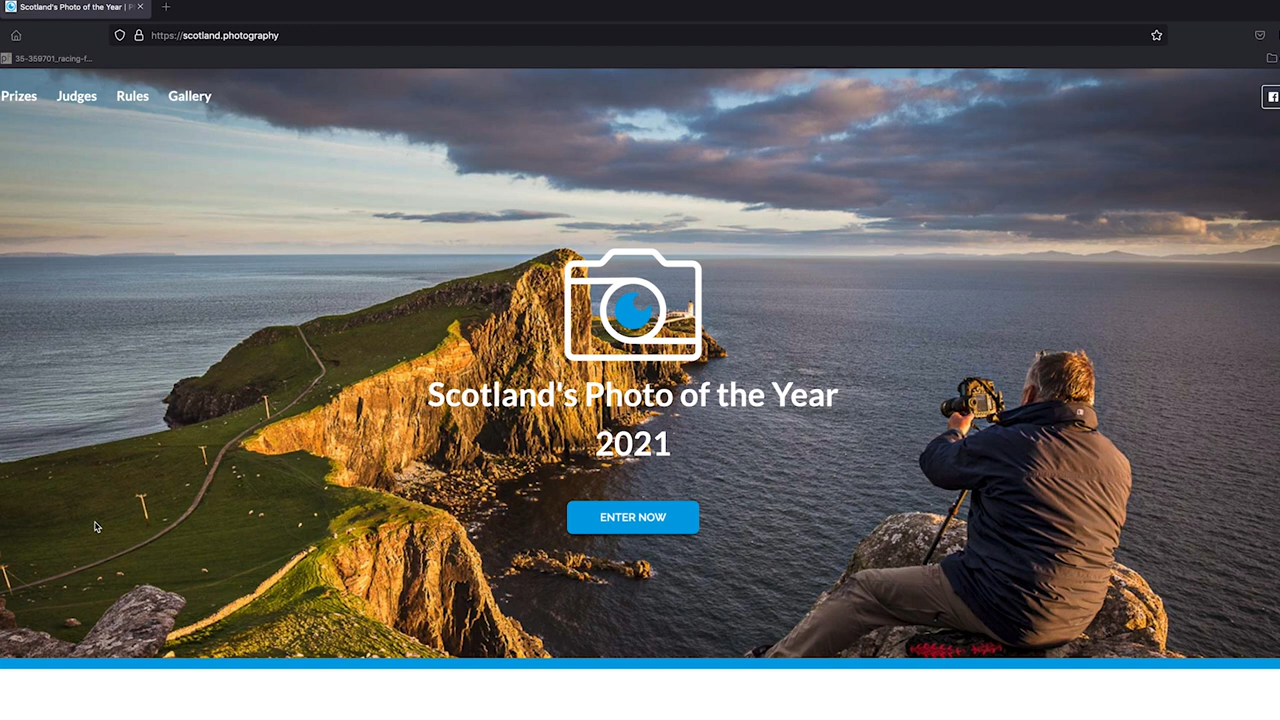 Scotland's Photo of the Year | P
https://scotland.photography
35-359701_racing-f...
Prizes Judges Rules Gallery
Scotland's Photo of the Year
2021
ENTER NOW